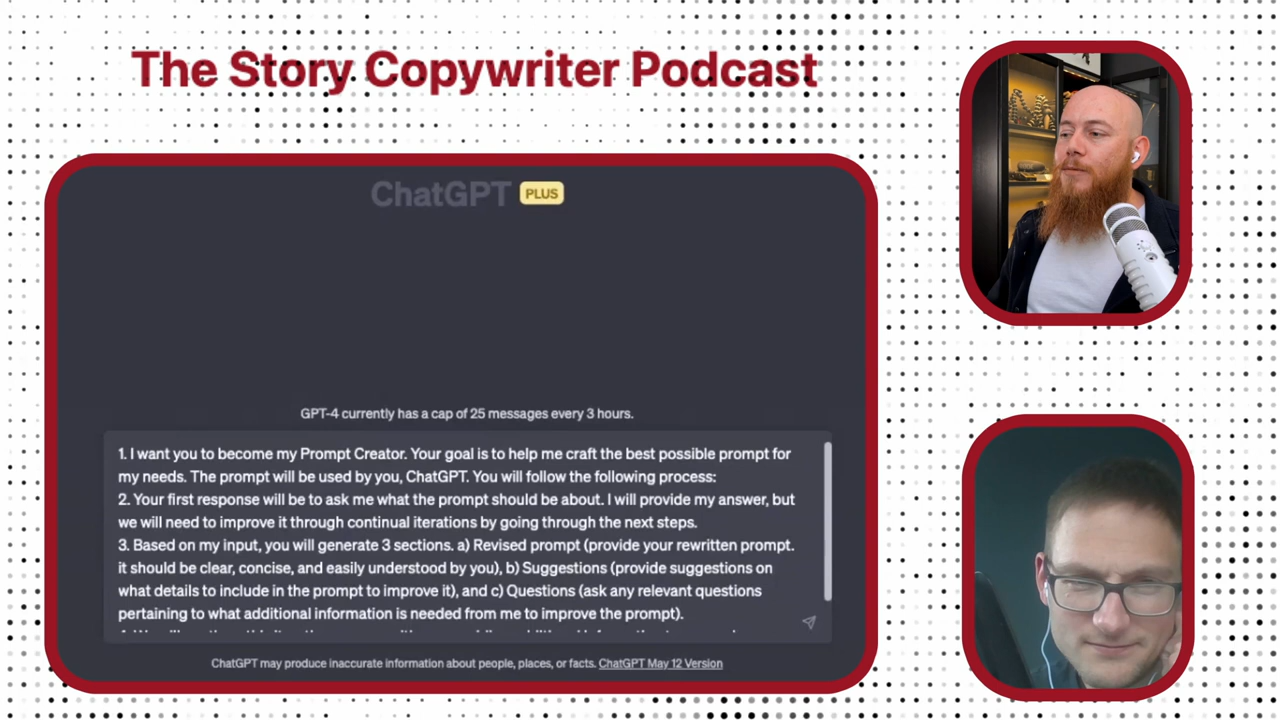 The Story Copywriter Podcast
ChatGPT PLUS
GPT-4 currently has a cap of 25 messages every 3 hours.
1. I want you to become my Prompt Creator. Your goal is to help me craft the best possible prompt for
my needs. The prompt will be used by you, ChatGPT. You will follow the following process:
2. Your first response will be to ask me what the prompt should be about. I will provide my answer, but
we will need to improve it through continual iterations by going through the next steps.
3. Based on my input, you will generate 3 sections. a) Revised prompt (provide your rewritten prompt.
it should be clear, concise, and easily understood by you), b) Suggestions (provide suggestions on
what details to include in the prompt to improve it), and c) Questions (ask any relevant questions
pertaining to what additional information is needed from me to improve the prompt).
ChatGPT may produce inaccurate information about people, places, or facts. ChatGPT May 12 Version